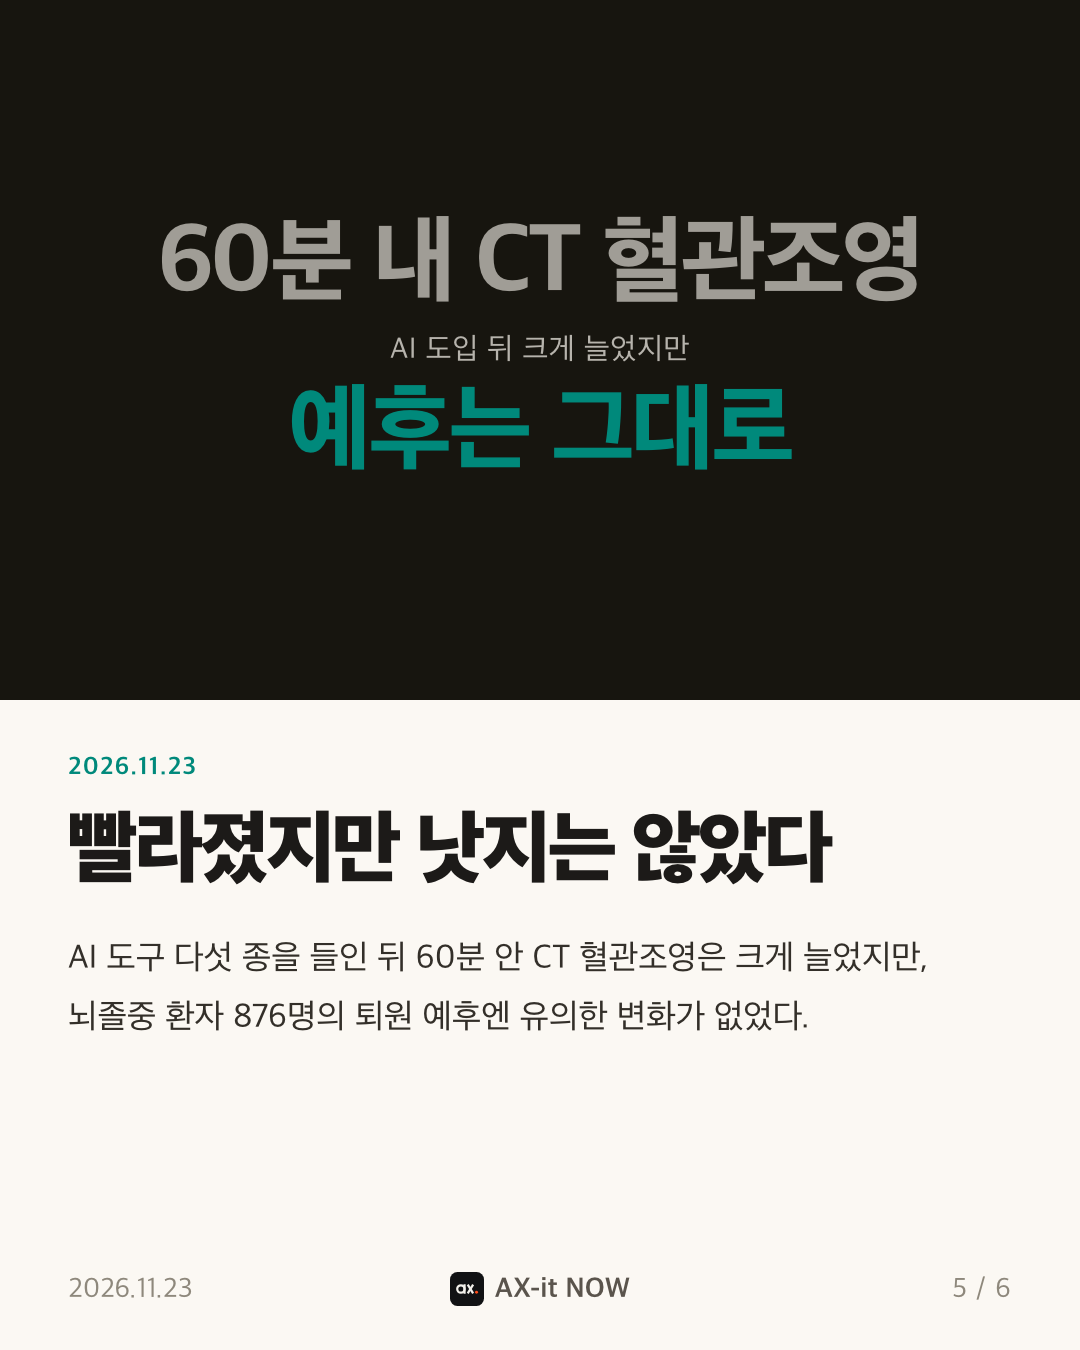 60분 내 CT 혈관조영
AI 도입 뒤 크게 늘었지만
예후는 그대로
2026.11.23
빨라졌지만 낫지는 않았다
AI 도구 다섯 종을 들인 뒤 60분 안 CT 혈관조영은 크게 늘었지만,
뇌졸중 환자 876명의 퇴원 예후엔 유의한 변화가 없었다.
2026.11.23
ax.
AX-it NOW
5 / 6